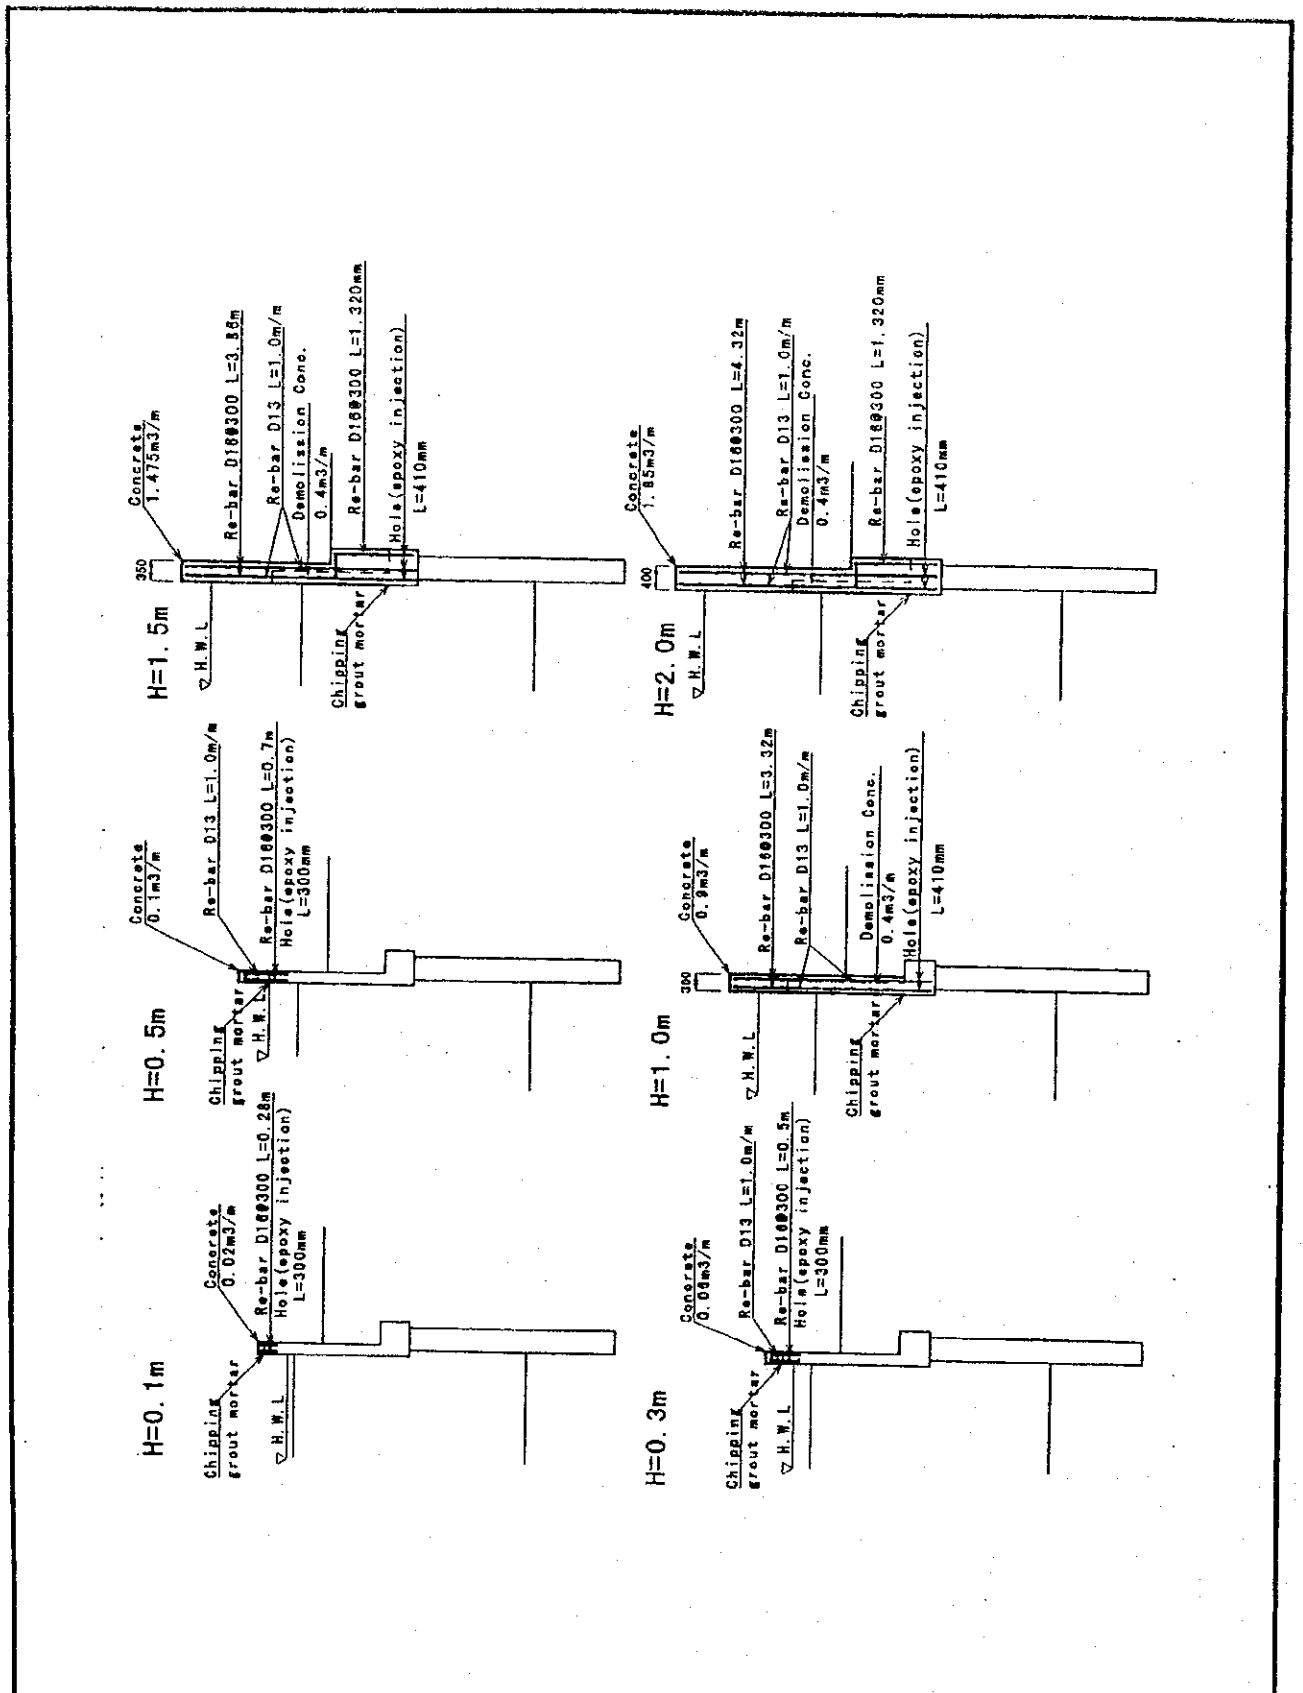 H=0.1m
Concrete
0.02m3/m
Re-bar D16@300 L=0.28m
Hole(epoxy injection)
L=300mm
Chipping
grout mortar
H.W.L
H=0.5m
Concrete
0.1m3/m
Re-bar D13 L=1.0m/m
Re-bar D16@300 L=0.7m
Hole(epoxy injection)
L=300mm
Chipping
grout mortar
H.W.L
H=1.5m
350
Concrete
1.475m3/m
Re-bar D16@300 L=3.86m
Re-bar D13 L=1.0m/m
Demolission Conc.
0.4m3/m
Re-bar D16@300 L=1.320mm
Hole(epoxy injection)
L=410mm
H.W.L
Chipping
grout mortar
H=0.3m
Concrete
0.06m3/m
Re-bar D13 L=1.0m/m
Re-bar D16@300 L=0.5m
Hole(epoxy injection)
L=300mm
Chipping
grout mortar
H.W.L
H=1.0m
300
Concrete
0.9m3/m
Re-bar D16@300 L=3.32m
Re-bar D13 L=1.0m/m
Demolission Conc.
0.4m3/m
Hole(epoxy injection)
L=410mm
H.W.L
Chipping
grout mortar
H=2.0m
400
Concrete
1.85m3/m
Re-bar D16@300 L=4.32m
Re-bar D13 L=1.0m/m
Demolission Conc.
0.4m3/m
Re-bar D16@300 L=1.320mm
Hole(epoxy injection)
L=410mm
H.W.L
Chipping
grout mortar